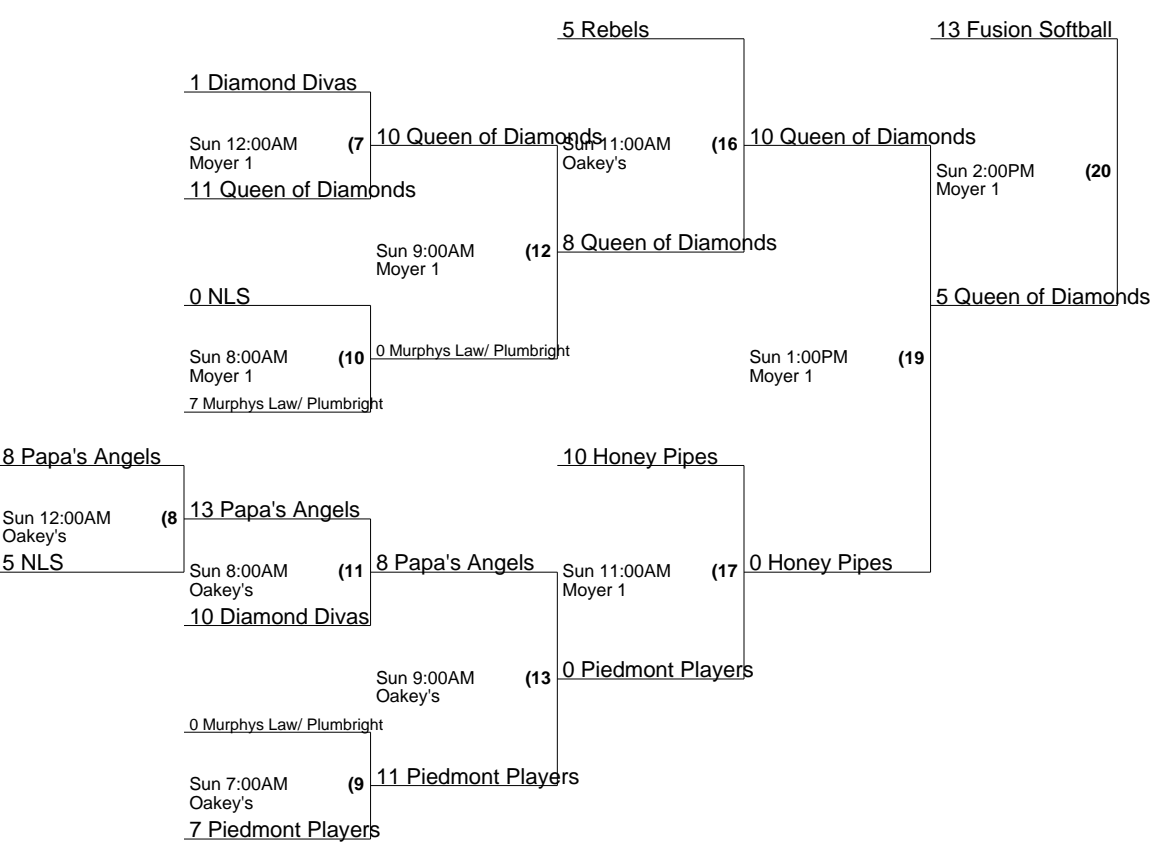 5 Rebels
13 Fusion Softball
1 Diamond Divas
Sun 12:00AM (7
Moyer 1
10 Queen of Diamonds
Sun 11:00AM (16
Oakey's
10 Queen of Diamonds
Sun 2:00PM (20
Moyer 1
11 Queen of Diamonds
Sun 9:00AM (12
Moyer 1
8 Queen of Diamonds
0 NLS
5 Queen of Diamonds
Sun 8:00AM (10
Moyer 1
0 Murphys Law/ Plumbright
Sun 1:00PM (19
Moyer 1
7 Murphys Law/ Plumbright
8 Papa's Angels
10 Honey Pipes
Sun 12:00AM (8
Oakey's
13 Papa's Angels
5 NLS
Sun 8:00AM (11
Oakey's
8 Papa's Angels
Sun 11:00AM (17
Moyer 1
0 Honey Pipes
10 Diamond Divas
Sun 9:00AM (13
Oakey's
0 Piedmont Players
0 Murphys Law/ Plumbright
Sun 7:00AM (9
Oakey's
11 Piedmont Players
7 Piedmont Players